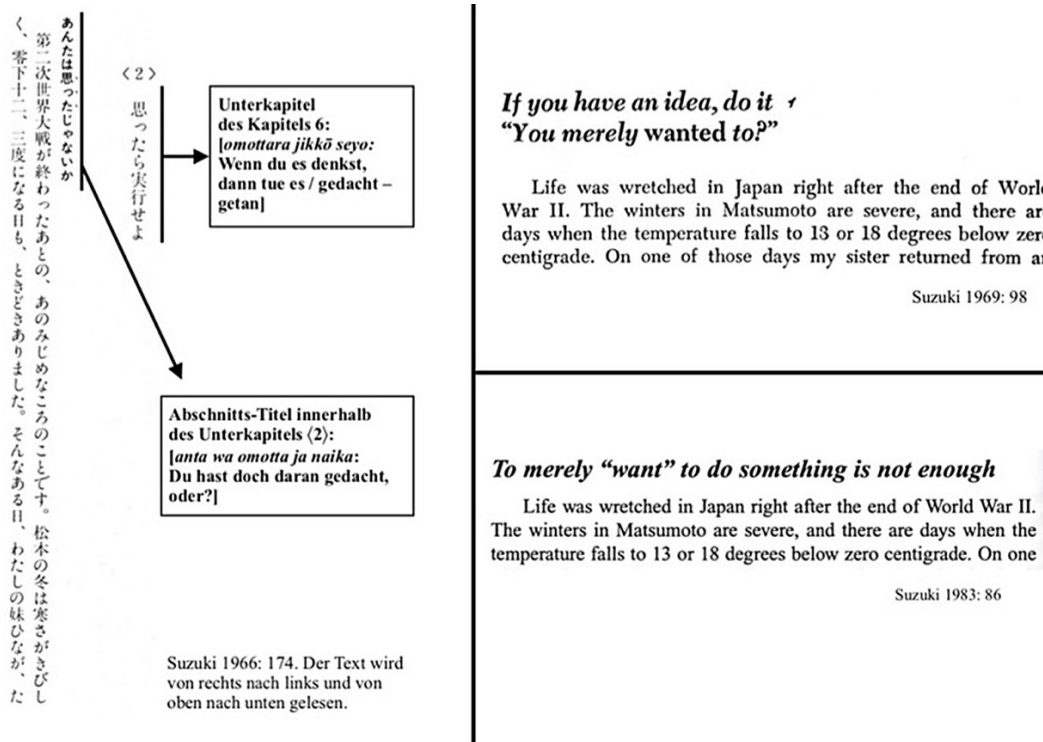 〈2〉 思ったら実行せよ
あんたは思ったじゃないか
第二次世界大戦が終わったあとの、あのみじめなころのことです。松本の冬は寒さがきびし
く、零下十二、三度になる日も、ときどきありました。そんなある日、わたしの妹ひなが、た
Unterkapitel
des Kapitels 6:
[omottara jikkō seyo:
Wenn du es denkst,
dann tue es / gedacht –
getan]
Abschnitts-Titel innerhalb
des Unterkapitels ⟨2⟩:
[anta wa omotta ja naika:
Du hast doch daran gedacht,
oder?]
Suzuki 1966: 174. Der Text wird
von rechts nach links und von
oben nach unten gelesen.
If you have an idea, do it
“You merely wanted to?”
Life was wretched in Japan right after the end of World
War II. The winters in Matsumoto are severe, and there ar
days when the temperature falls to 13 or 18 degrees below zer
centigrade. On one of those days my sister returned from a
Suzuki 1969: 98
To merely “want” to do something is not enough
Life was wretched in Japan right after the end of World War II.
The winters in Matsumoto are severe, and there are days when the
temperature falls to 13 or 18 degrees below zero centigrade. On one
Suzuki 1983: 86